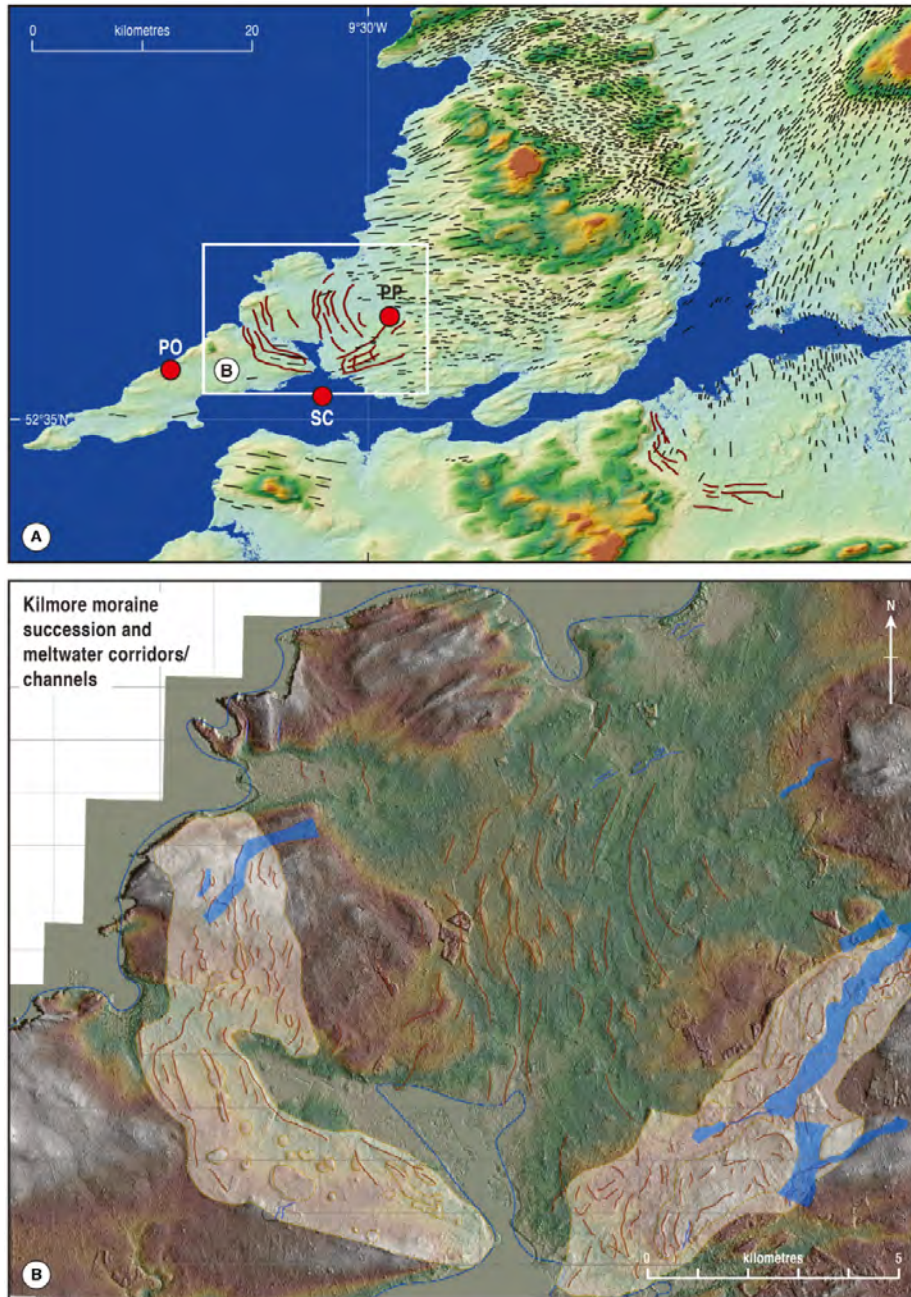 0 kilometres 20
9°30
PP
PO
B
SC
52°35
A
Kilmore moraine
succession and
meltwater corridors/
channels
N
0 kilometres 5
B